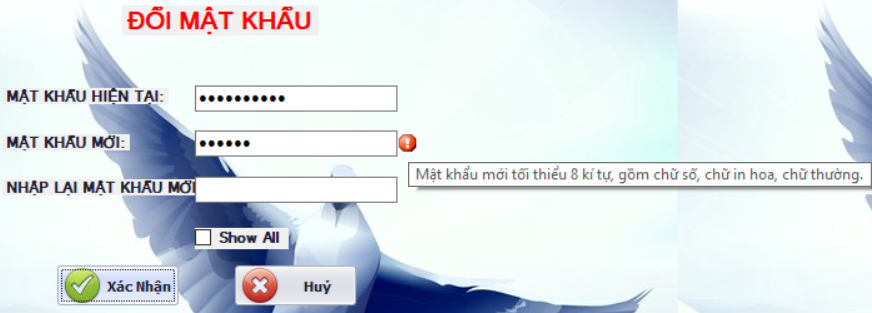 ĐỔI MẬT KHẨU
MẬT KHẨU HIỆN TẠI:
MẬT KHẨU MỚI:
Mật khẩu mới tối thiểu 8 kí tự, gồm chữ số, chữ in hoa, chữ thường.
NHẬP LẠI MẬT KHẨU MỚI
Show All
Xác Nhận
Huỷ